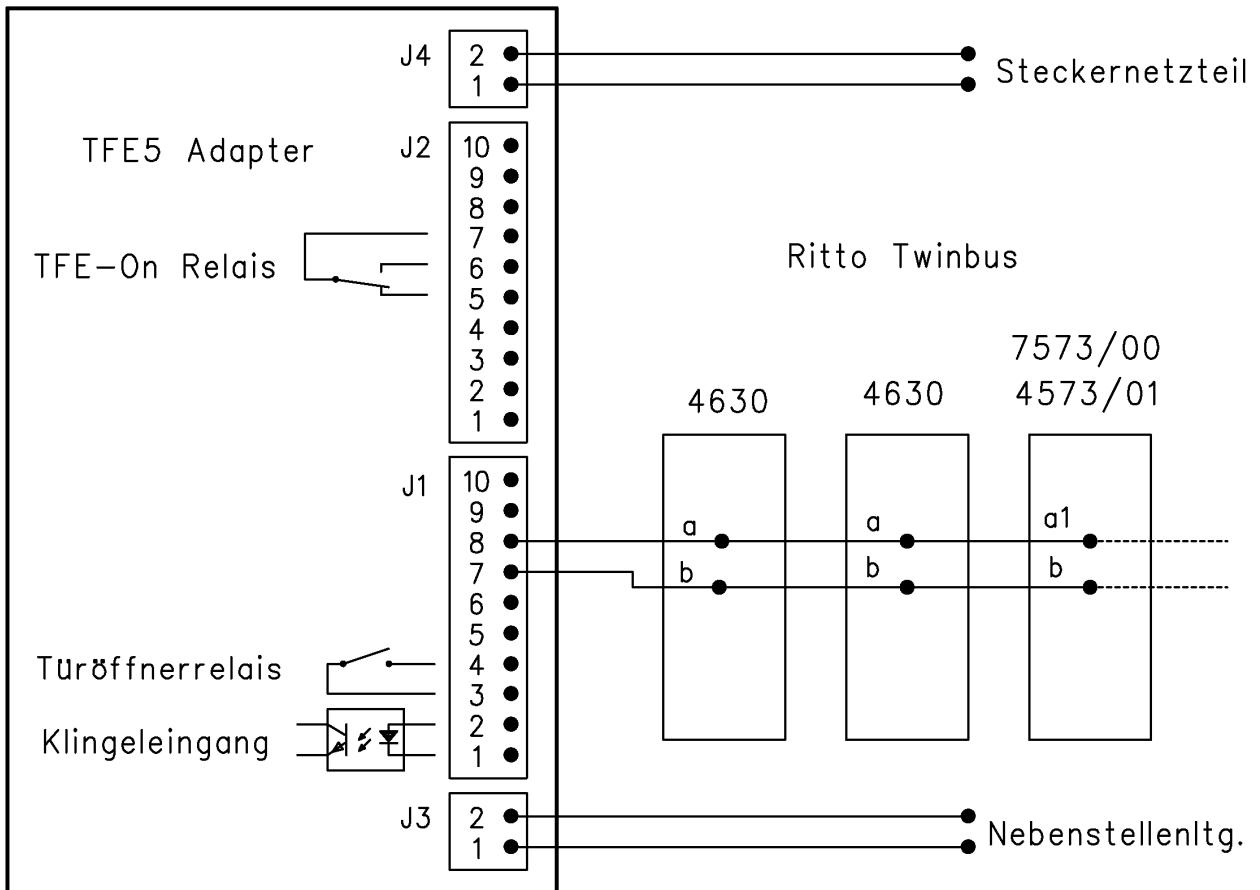 J4
2
1
Steckernetzteil
TFE5 Adapter
J2
10
9
8
7
6
5
4
3
2
1
TFE-On Relais
Ritto Twinbus
4630
4630
7573/00
4573/01
J1
10
9
8
7
6
5
4
3
2
1
a
a
a1
b
b
b
Türöffnerrelais
Klingeleingang
J3
2
1
Nebenstellenltg.